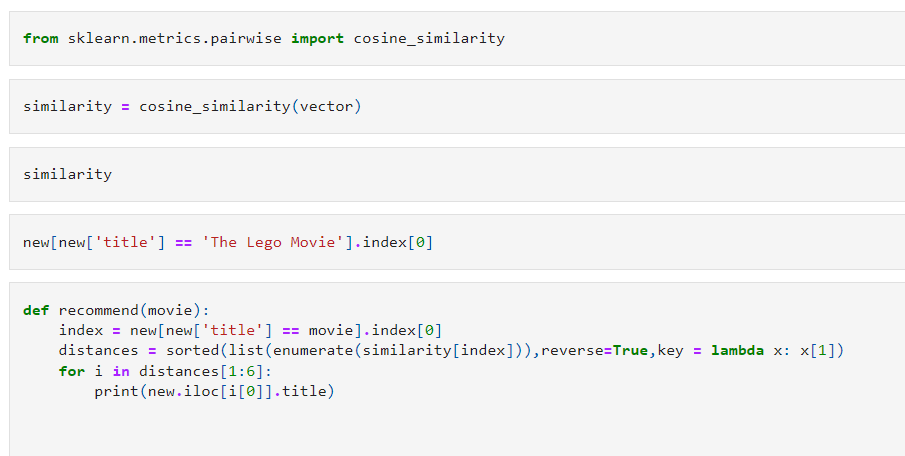 from sklearn.metrics.pairwise import cosine_similarity
similarity = cosine_similarity(vector)
similarity
new[new['title'] == 'The Lego Movie'].index[0]
def recommend(movie):
    index = new[new['title'] == movie].index[0]
    distances = sorted(list(enumerate(similarity[index])),reverse=True,key = lambda x: x[1])
    for i in distances[1:6]:
        print(new.iloc[i[0]].title)